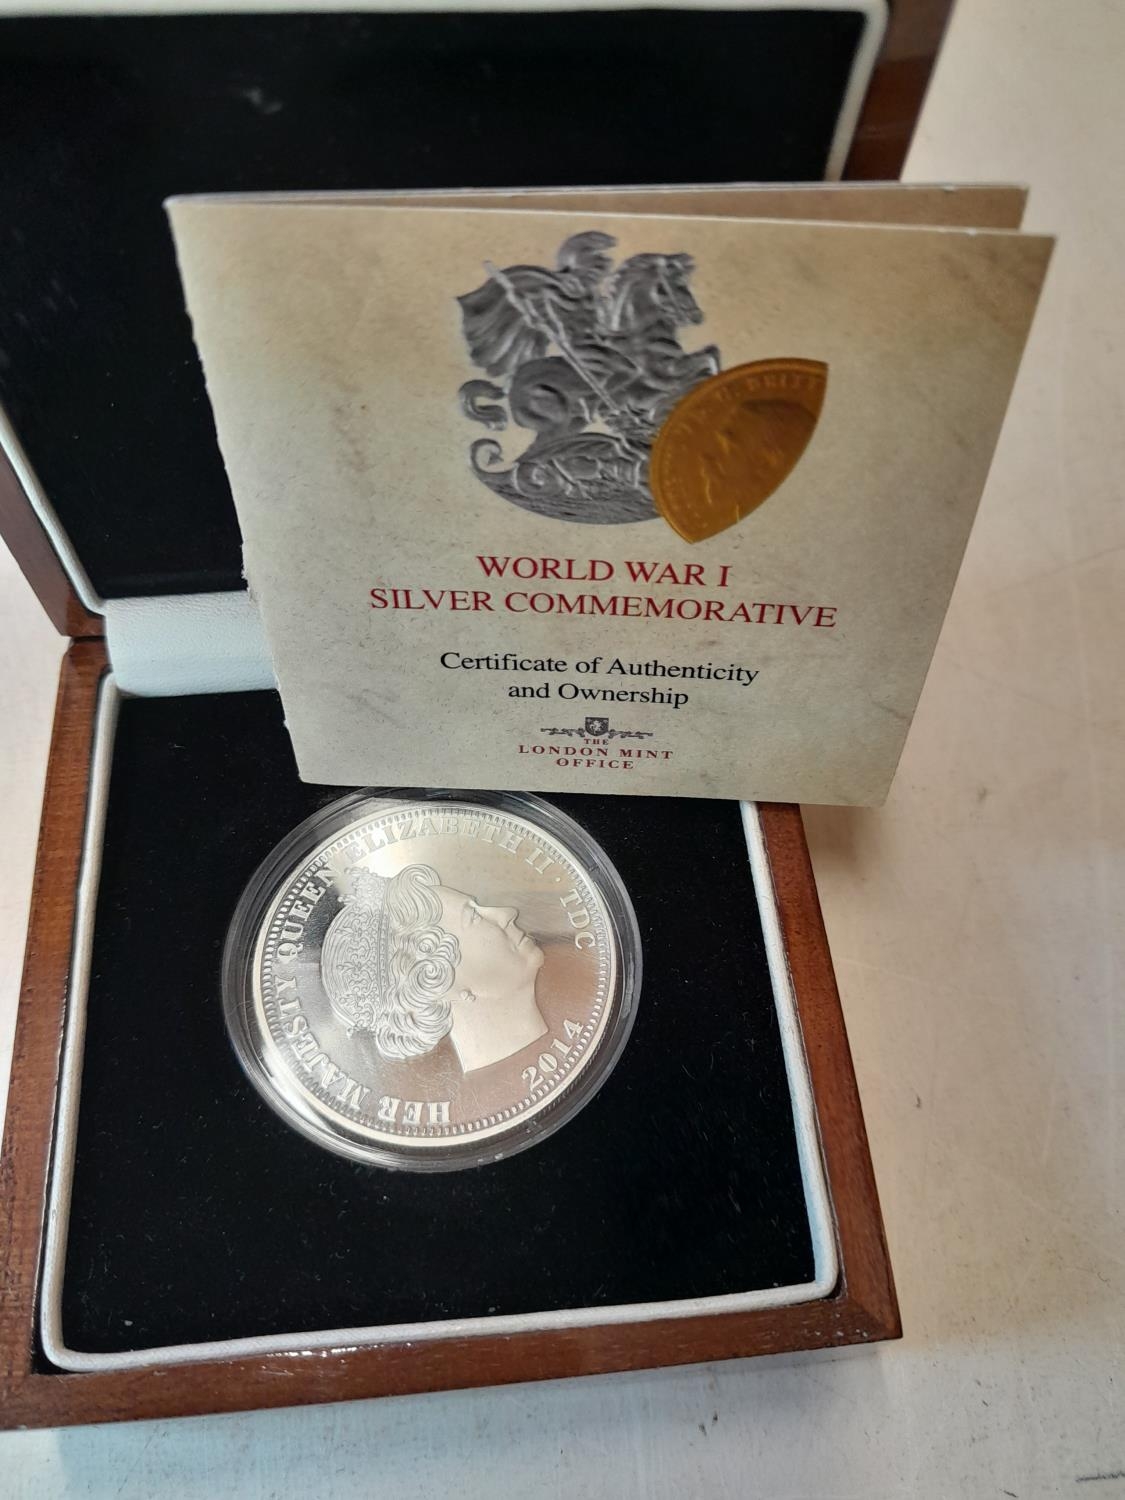 WORLD WAR I
SILVER COMMEMORATIVE
Certificate of Authenticity
and Ownership
THE
LONDON MINT
OFFICE
HER MAJESTY QUEEN ELIZABETH II · TDC
2014